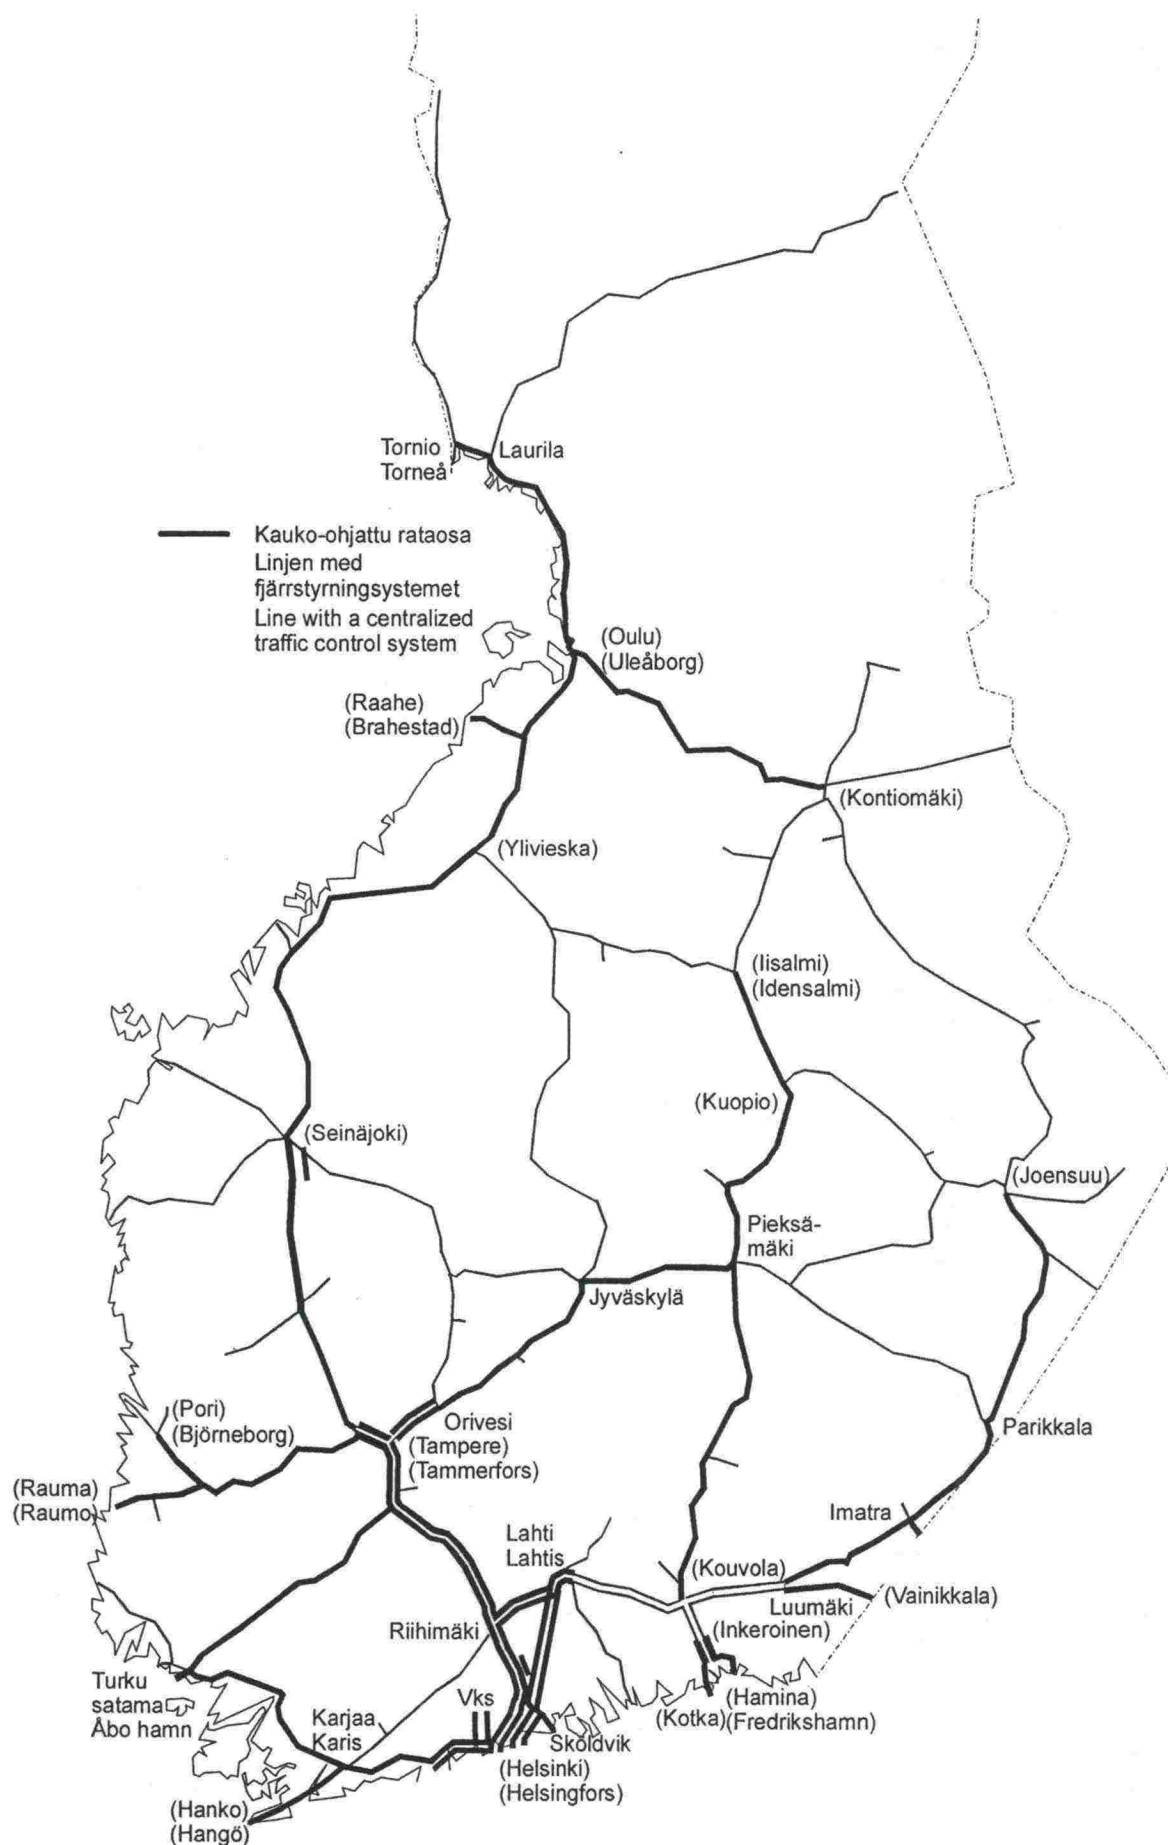 Tornio
Torneå
Laurila
Kauko-ohjattu rataosa
Linjen med
fjärrstyrningsystemet
Line with a centralized
traffic control system
(Oulu)
(Uleåborg)
(Raahe)
(Brahestad)
(Kontiomäki)
(Ylivieska)
(Iisalmi)
(Idensalmi)
(Kuopio)
(Seinäjoki)
(Joensuu)
Pieksä-
mäki
Jyväskylä
(Pori)
(Björneborg)
Orivesi
(Tampere)
(Tammerfors)
Parikkala
(Rauma)
(Raumo)
Imatra
Lahti
Lahtis
(Kouvola)
Luumäki
(Vainikkala)
Riihimäki
(Inkeroinen)
Turku
satama
Åbo hamn
Vks
Karjaa
Karis
(Hamina)
(Kotka)
(Fredrikshamn)
Sköldvik
(Helsinki)
(Helsingfors)
(Hanko)
(Hangö)